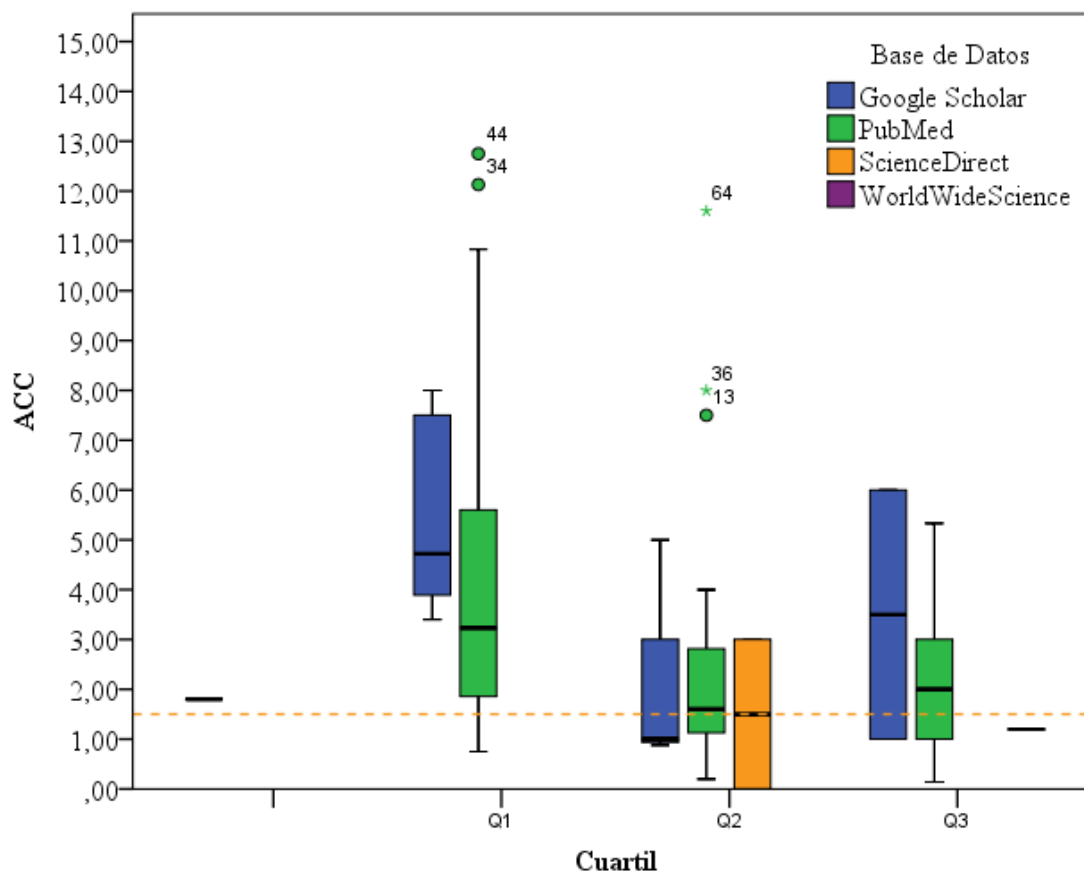 15,00
14,00
13,00
12,00
11,00
10,00
9,00
8,00
7,00
6,00
5,00
4,00
3,00
2,00
1,00
,00
ACC
Base de Datos
Google Scholar
PubMed
ScienceDirect
WorldWideScience
44
34
64
36
13
Q1
Q2
Q3
Cuartil